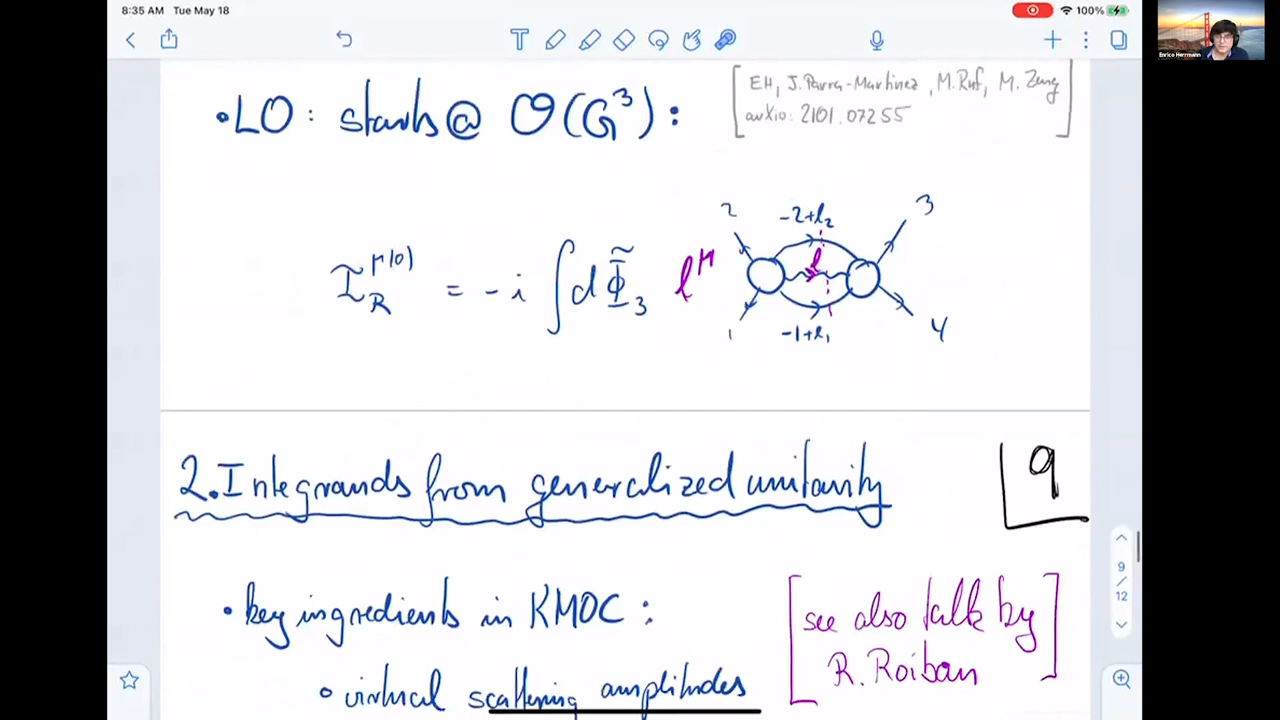 8:35 AM Tue May 18
100%
Enrico Herrmann
• LO: starts @ O(G³):
[EH, J. Parra-Martinez, M. Ruf, M. Zeng
arXiv: 2101.07255]
2 -2+ℓ₂ 3
I_R^{μ(0)} = -i ∫ dΦ̃₃ ℓ^μ ℓ
1 -1+ℓ₁ 4
2. Integrands from generalized unitarity
9
• key ingredients in KMOC:
[see also talk by
R. Roiban]
• virtual scattering amplitudes
9
/
12